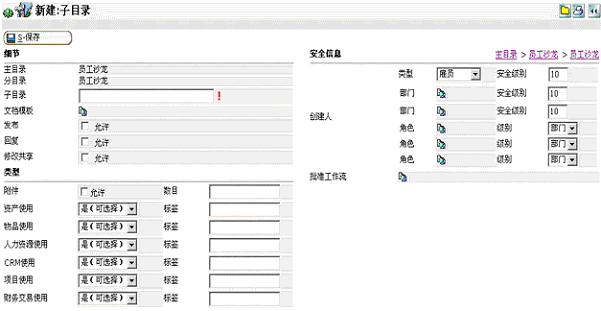 新建:子目录
S-保存
细节
主目录 员工沙龙
分目录 员工沙龙
子目录 !
文档模板
发布 允许
回复 允许
修改共享 允许
类型
附件 允许 数目
资产使用 是(可选择) 标签
物品使用 是(可选择) 标签
人力资源使用 是(可选择) 标签
CRM使用 是(可选择) 标签
项目使用 是(可选择) 标签
财务交易使用 是(可选择) 标签
安全信息 主目录 > 员工沙龙 > 员工沙龙
类型 雇员 安全级别 10
部门 安全级别 10
部门 安全级别 10
创建人
角色 级别 部门
角色 级别 部门
角色 级别 部门
批准工作流